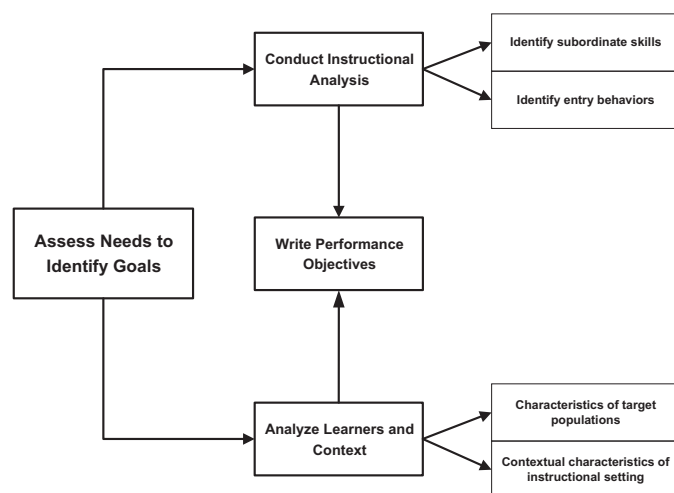 Conduct Instructional
Analysis
Identify subordinate skills
Identify entry behaviors
Assess Needs to
Identify Goals
Write Performance
Objectives
Analyze Learners and
Context
Characteristics of target
populations
Contextual characteristics of
instructional setting